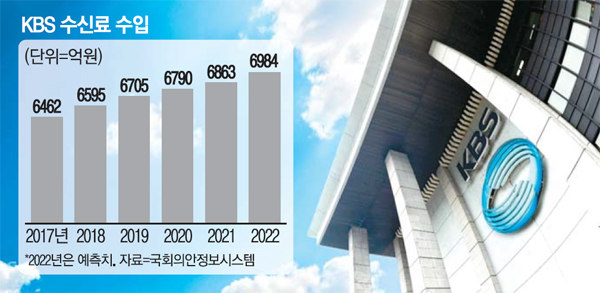 KBS 수신료 수입
(단위=억원)
6462 6595 6705 6790 6863 6984
2017년 2018 2019 2020 2021 2022
*2022년은 예측치. 자료=국회의안정보시스템
KBS